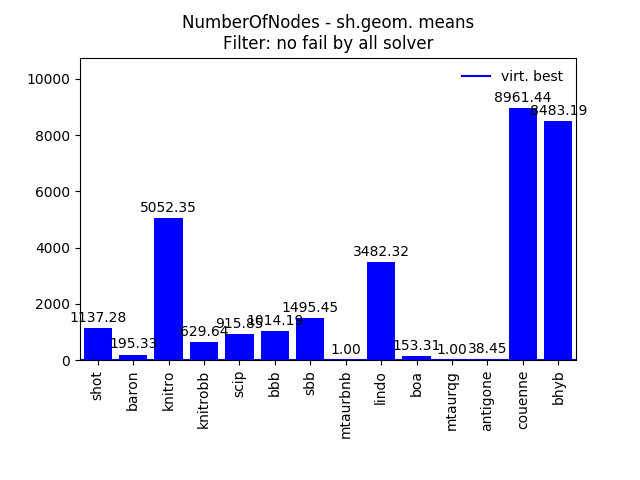 NumberOfNodes - sh.geom. means
Filter: no fail by all solver
virt. best
10000
8000
6000
4000
2000
0
1137.28
195.33
5052.35
629.64
915.85
1014.19
1495.45
1.00
3482.32
153.31
1.00
38.45
8961.44
8483.19
shot
baron
knitro
knitrobb
scip
bbb
sbb
mtaurbnb
lindo
boa
mtaurqg
antigone
couenne
bhyb